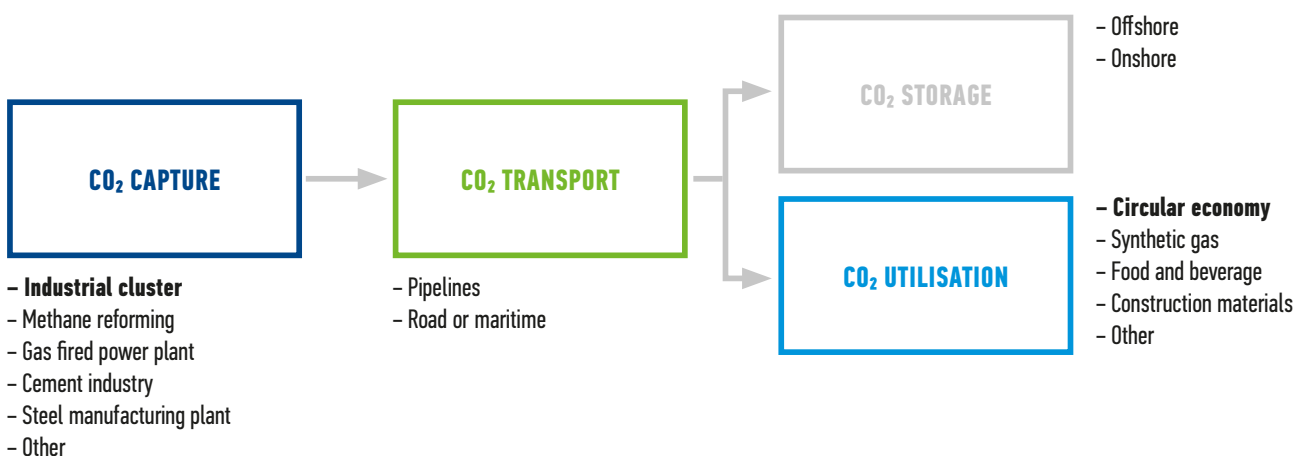 CO₂ CAPTURE
– Industrial cluster
– Methane reforming
– Gas fired power plant
– Cement industry
– Steel manufacturing plant
– Other
CO₂ TRANSPORT
– Pipelines
– Road or maritime
CO₂ STORAGE
– Offshore
– Onshore
CO₂ UTILISATION
– Circular economy
– Synthetic gas
– Food and beverage
– Construction materials
– Other